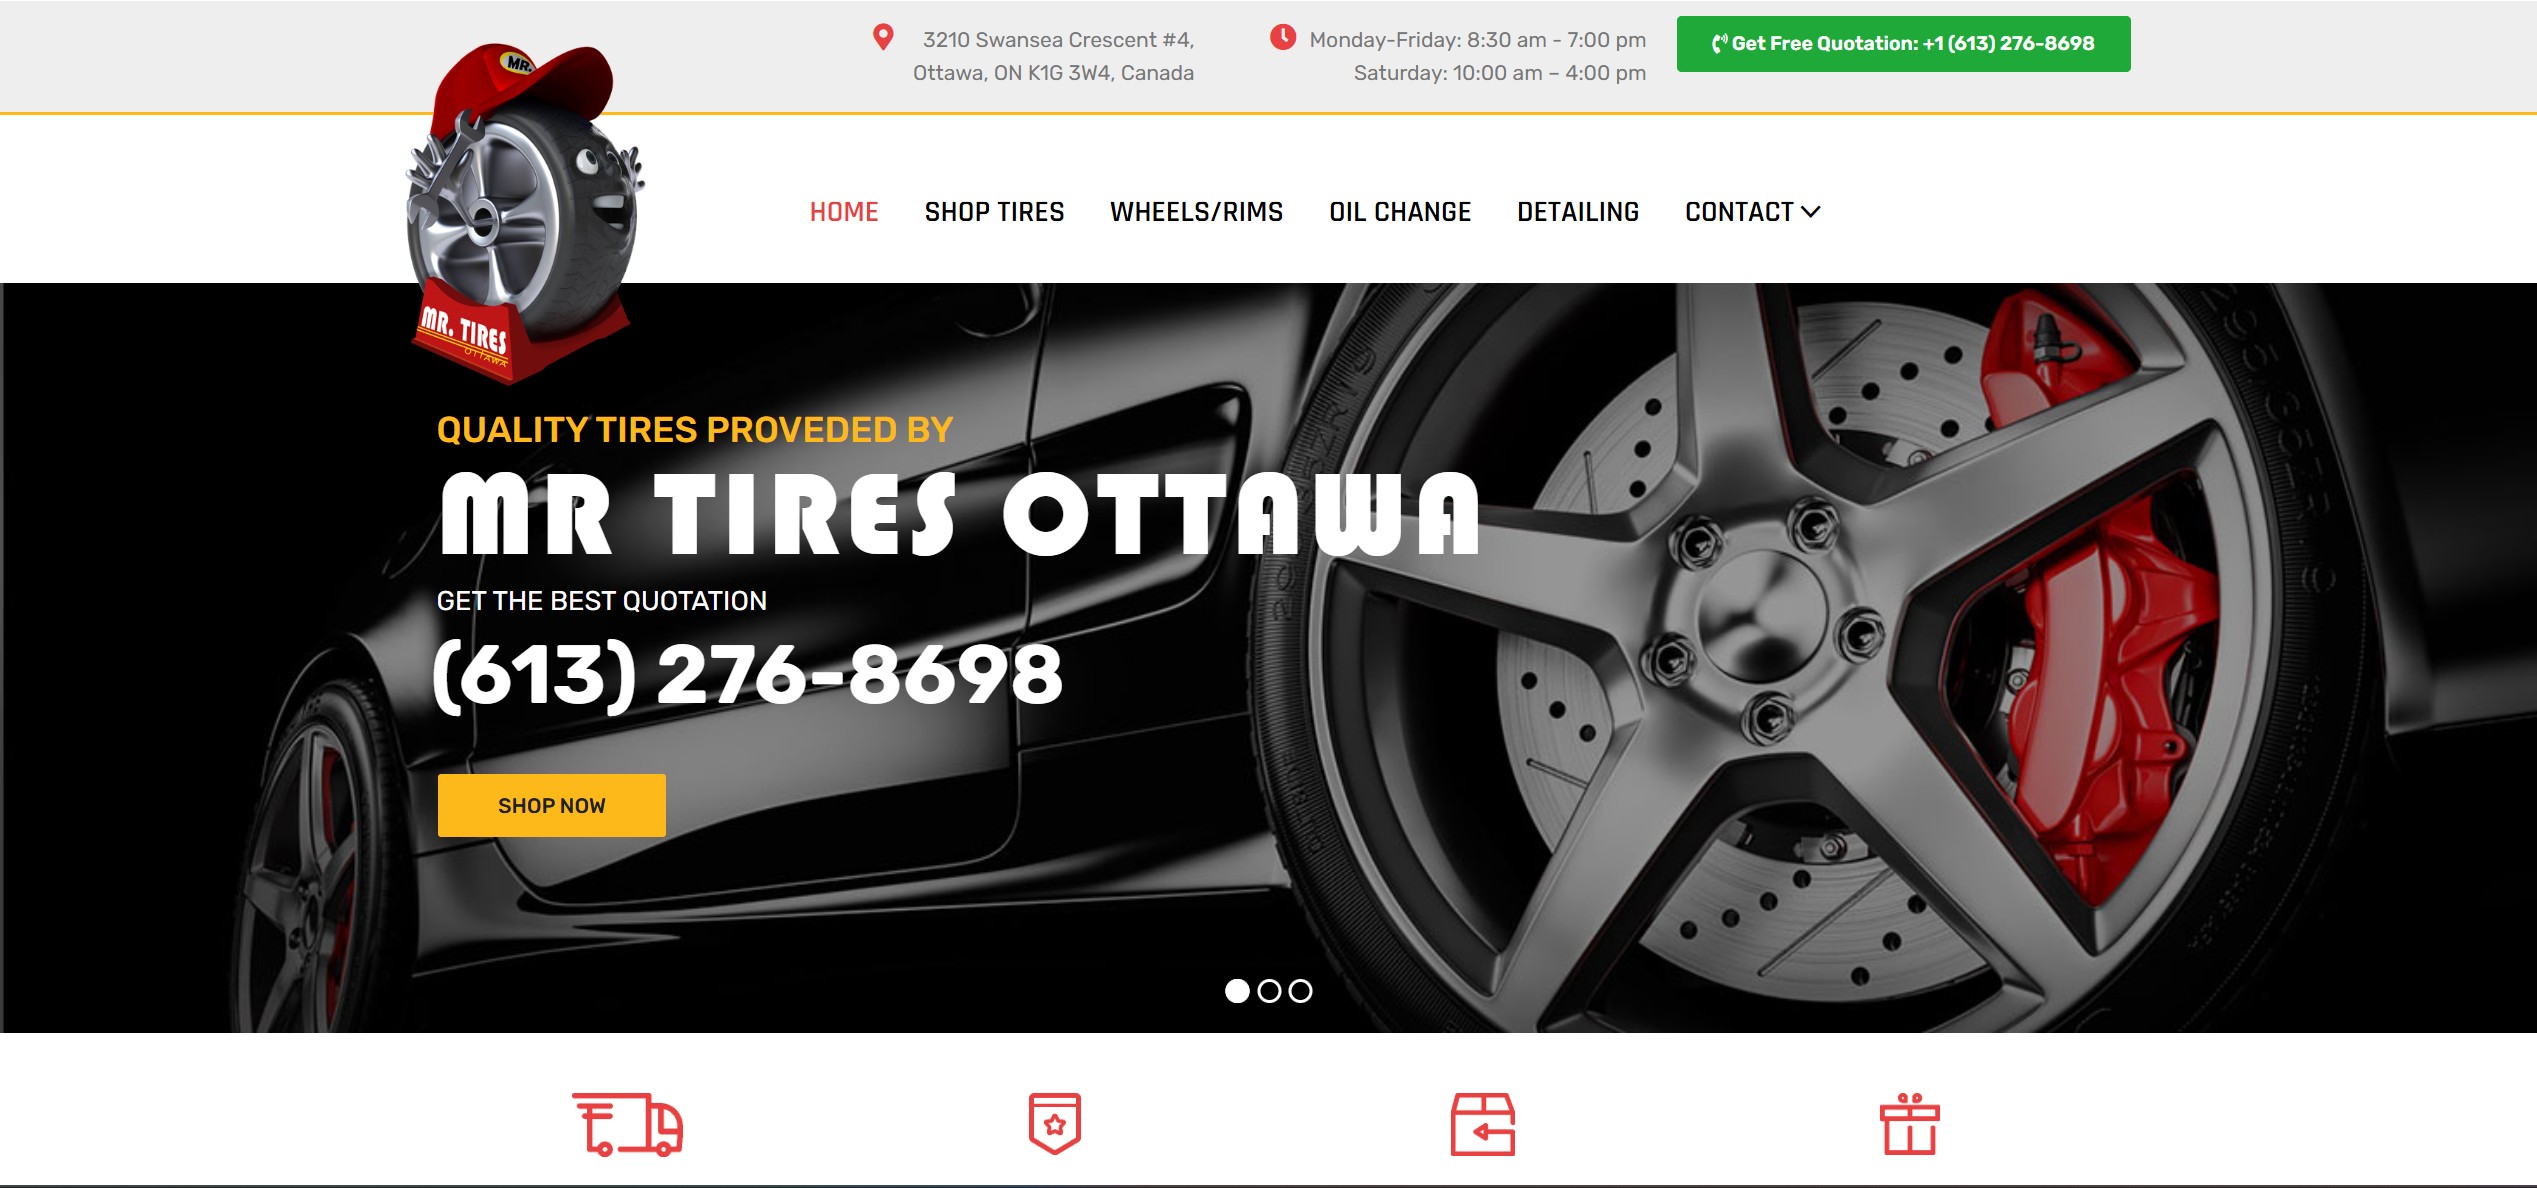 3210 Swansea Crescent #4,
Ottawa, ON K1G 3W4, Canada
Monday-Friday: 8:30 am - 7:00 pm
Saturday: 10:00 am – 4:00 pm
Get Free Quotation: +1 (613) 276-8698
MR.
MR. TIRES
OTTAWA
HOME
SHOP TIRES
WHEELS/RIMS
OIL CHANGE
DETAILING
CONTACT
QUALITY TIRES PROVEDED BY
MR TIRES OTTAWA
GET THE BEST QUOTATION
(613) 276-8698
SHOP NOW